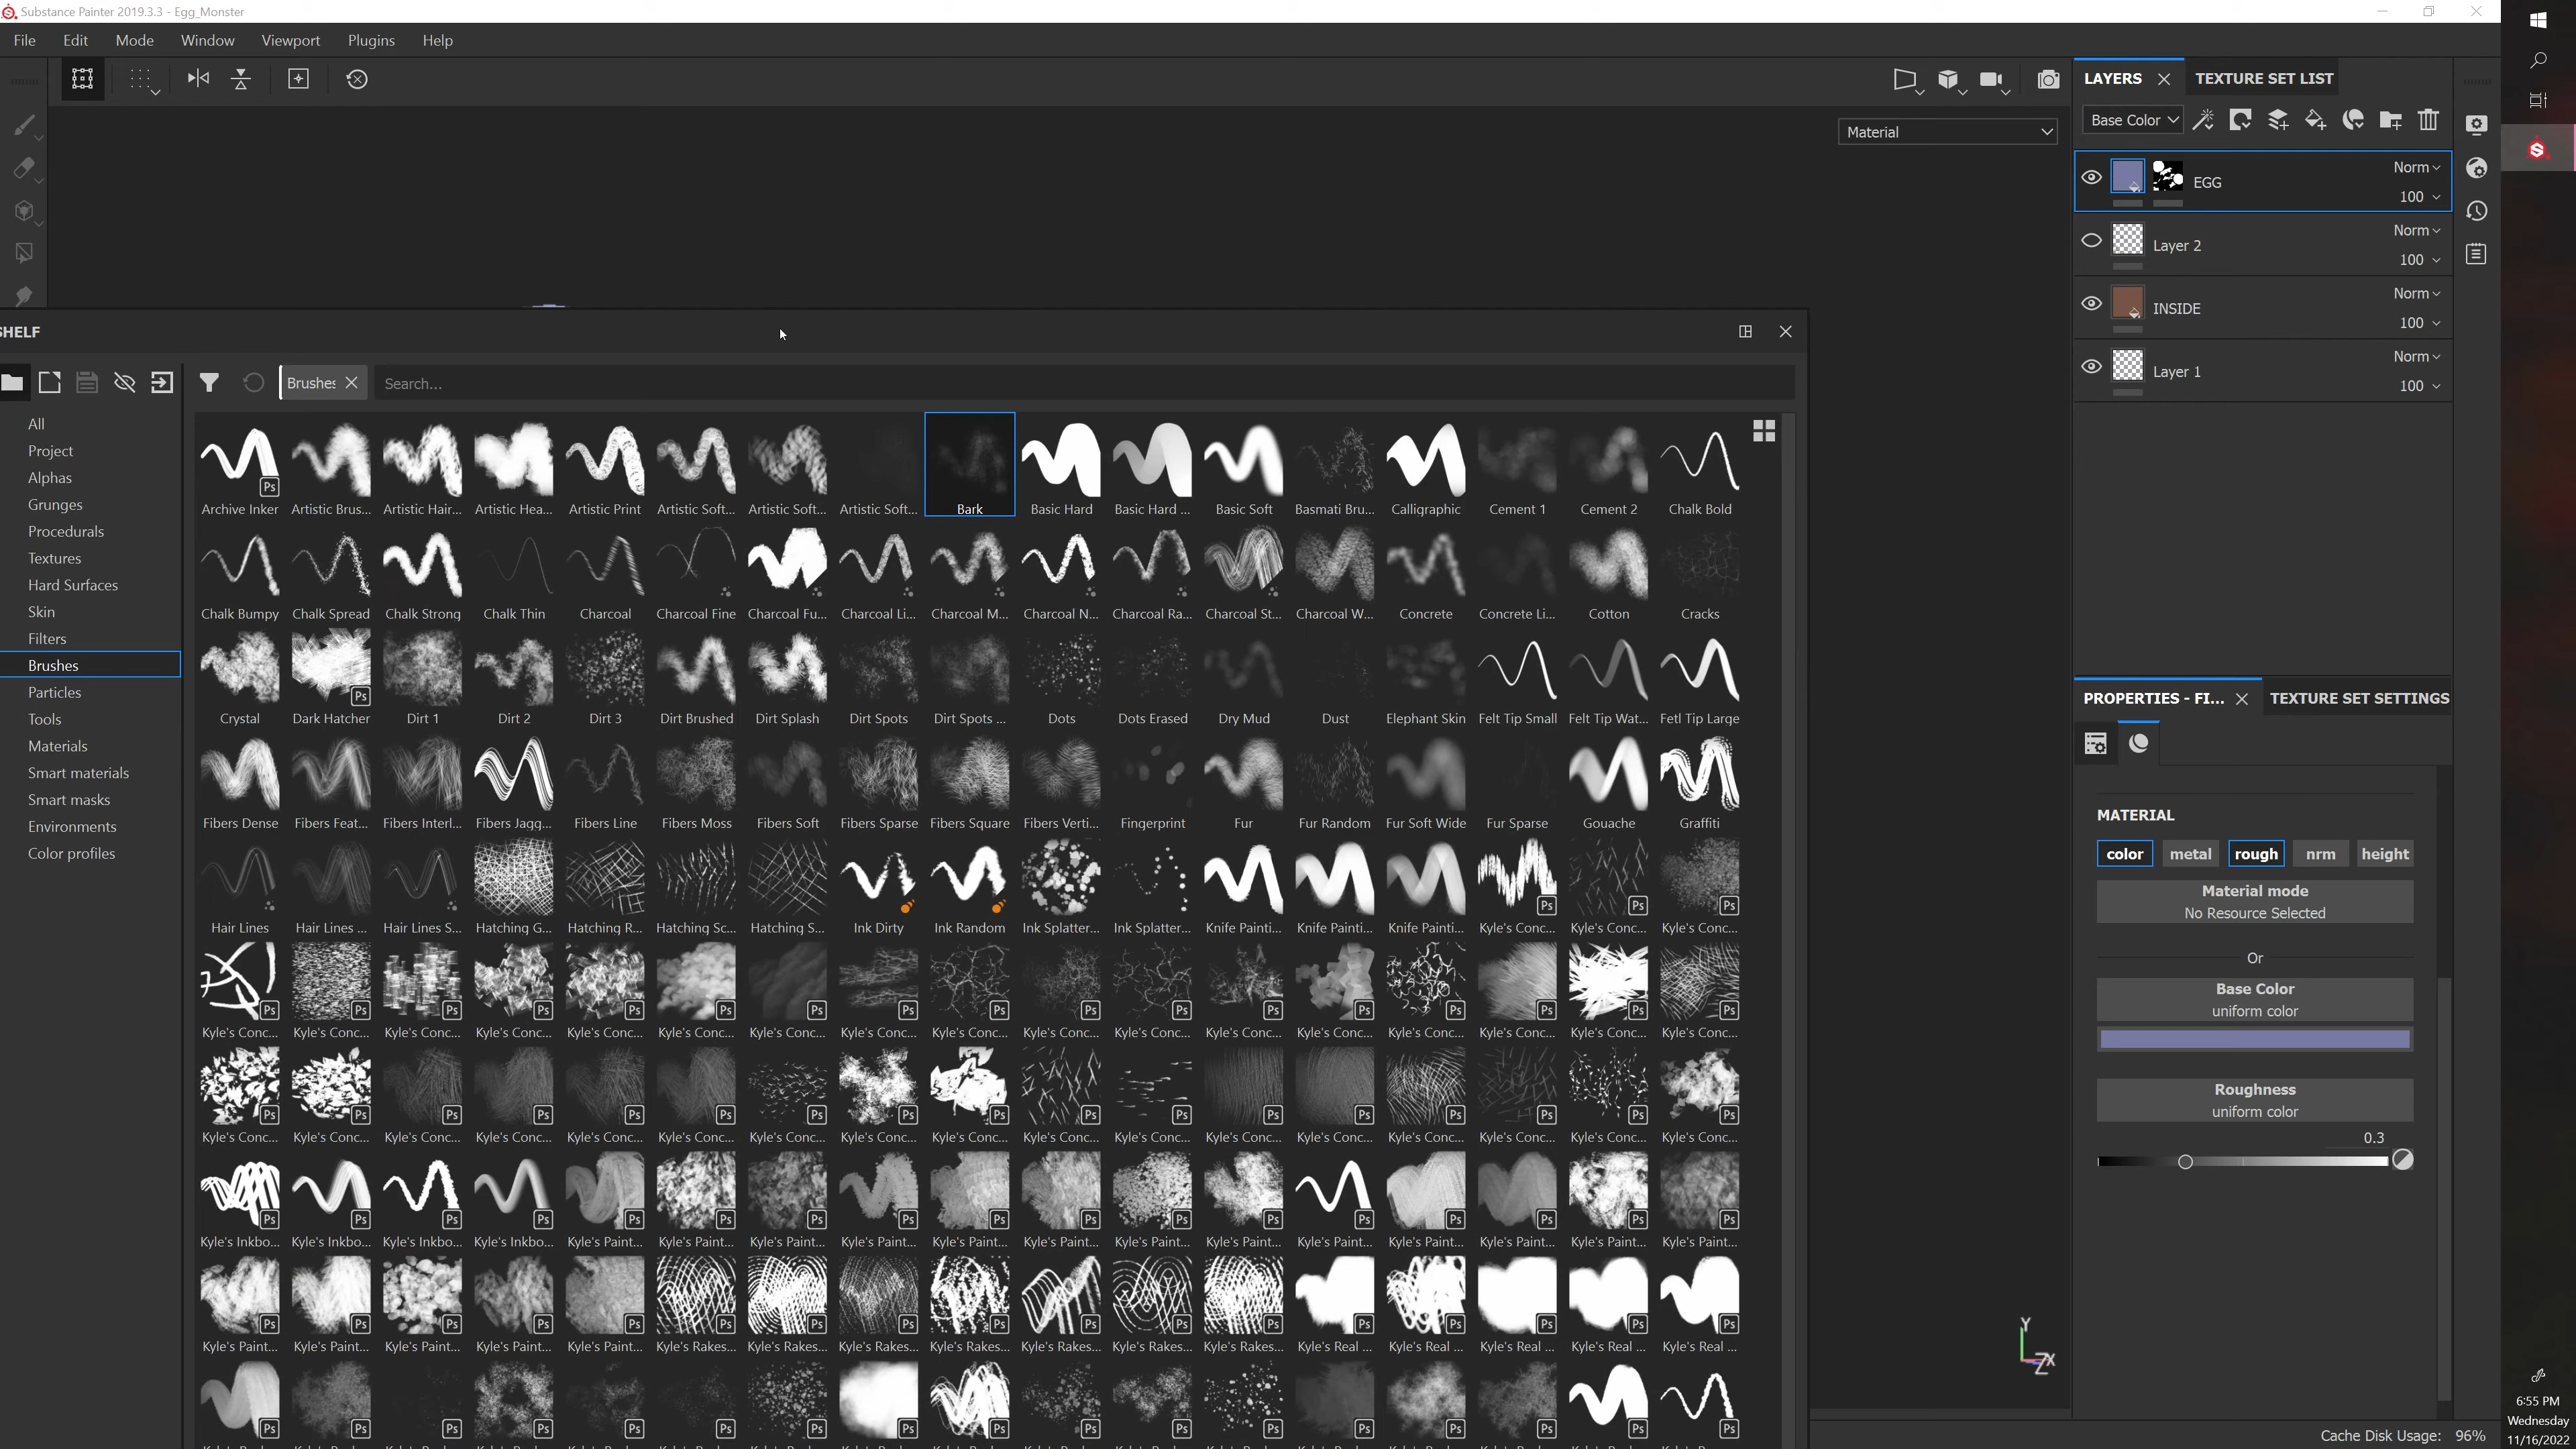 Substance Painter 2019.3.3 - Egg_Monster
File Edit Mode Window Viewport Plugins Help
LAYERS TEXTURE SET LIST
Base Color
Material
EGG Norm 100
Layer 2 Norm 100
INSIDE Norm 100
Layer 1 Norm 100
SHELF
Brushes Search...
All
Project
Alphas
Grunges
Procedurals
Textures
Hard Surfaces
Skin
Filters
Brushes
Particles
Tools
Materials
Smart materials
Smart masks
Environments
Color profiles
Archive Inker Artistic Brus... Artistic Hair... Artistic Hea... Artistic Print Artistic Soft... Artistic Soft... Artistic Soft... Bark Basic Hard Basic Hard ... Basic Soft Basmati Bru... Calligraphic Cement 1 Cement 2 Chalk Bold
Chalk Bumpy Chalk Spread Chalk Strong Chalk Thin Charcoal Charcoal Fine Charcoal Fu... Charcoal Li... Charcoal M... Charcoal N... Charcoal Ra... Charcoal St... Charcoal W... Concrete Concrete Li... Cotton Cracks
Crystal Dark Hatcher Dirt 1 Dirt 2 Dirt 3 Dirt Brushed Dirt Splash Dirt Spots Dirt Spots ... Dots Dots Erased Dry Mud Dust Elephant Skin Felt Tip Small Felt Tip Wat... Fetl Tip Large
Fibers Dense Fibers Feat... Fibers Interl... Fibers Jagg... Fibers Line Fibers Moss Fibers Soft Fibers Sparse Fibers Square Fibers Verti... Fingerprint Fur Fur Random Fur Soft Wide Fur Sparse Gouache Graffiti
Hair Lines Hair Lines ... Hair Lines S... Hatching G... Hatching R... Hatching Sc... Hatching S... Ink Dirty Ink Random Ink Splatter... Ink Splatter... Knife Painti... Knife Painti... Knife Painti... Kyle's Conc... Kyle's Conc... Kyle's Conc...
Kyle's Conc... Kyle's Conc... Kyle's Conc... Kyle's Conc... Kyle's Conc... Kyle's Conc... Kyle's Conc... Kyle's Conc... Kyle's Conc... Kyle's Conc... Kyle's Conc... Kyle's Conc... Kyle's Conc... Kyle's Conc... Kyle's Conc... Kyle's Conc... Kyle's Conc...
Kyle's Conc... Kyle's Conc... Kyle's Conc... Kyle's Conc... Kyle's Conc... Kyle's Conc... Kyle's Conc... Kyle's Conc... Kyle's Conc... Kyle's Conc... Kyle's Conc... Kyle's Conc... Kyle's Conc... Kyle's Conc... Kyle's Conc... Kyle's Conc... Kyle's Conc...
Kyle's Inkbo... Kyle's Inkbo... Kyle's Inkbo... Kyle's Inkbo... Kyle's Paint... Kyle's Paint... Kyle's Paint... Kyle's Paint... Kyle's Paint... Kyle's Paint... Kyle's Paint... Kyle's Paint... Kyle's Paint... Kyle's Paint... Kyle's Paint... Kyle's Paint... Kyle's Paint...
Kyle's Paint... Kyle's Paint... Kyle's Paint... Kyle's Paint... Kyle's Paint... Kyle's Rakes... Kyle's Rakes... Kyle's Rakes... Kyle's Rakes... Kyle's Rakes... Kyle's Rakes... Kyle's Rakes... Kyle's Real ... Kyle's Real ... Kyle's Real ... Kyle's Real ... Kyle's Real ...
PROPERTIES - FI... TEXTURE SET SETTINGS
MATERIAL
color metal rough nrm height
Material mode
No Resource Selected
Or
Base Color
uniform color
Roughness
uniform color
0.3
Y
X
Z
Cache Disk Usage: 96%
6:55 PM
Wednesday
11/16/2022